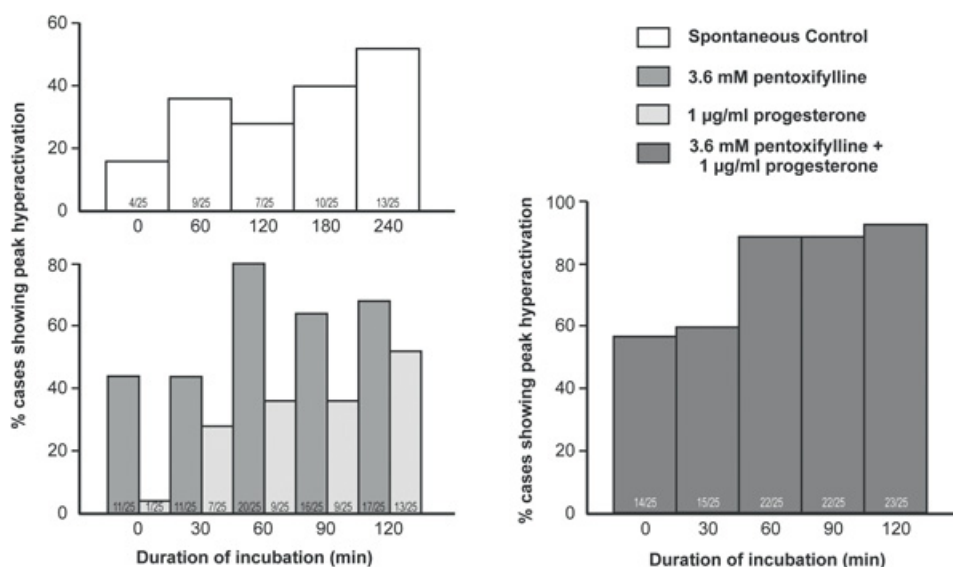 % cases showing peak hyperactivation
60
40
20
0
4/25 9/25 7/25 10/25 13/25
0 60 120 180 240
80
60
40
20
0
11/25 1/25 11/25 7/25 20/25 9/25 16/25 9/25 17/25 13/25
0 30 60 90 120
Duration of incubation (min)
Spontaneous Control
3.6 mM pentoxifylline
1 µg/ml progesterone
3.6 mM pentoxifylline +
1 µg/ml progesterone
% cases showing peak hyperactivation
100
80
60
40
20
0
14/25 15/25 22/25 22/25 23/25
0 30 60 90 120
Duration of incubation (min)